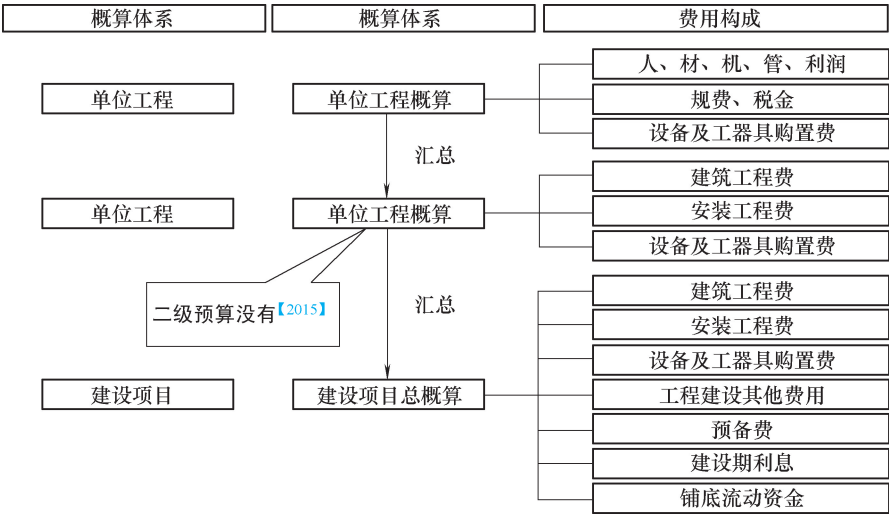 概算体系
概算体系
费用构成
单位工程
单位工程概算
人、材、机、管、利润
规费、税金
设备及工器具购置费
汇总
单位工程
单位工程概算
建筑工程费
安装工程费
设备及工器具购置费
二级预算没有【2015】
汇总
建设项目
建设项目总概算
建筑工程费
安装工程费
设备及工器具购置费
工程建设其他费用
预备费
建设期利息
铺底流动资金